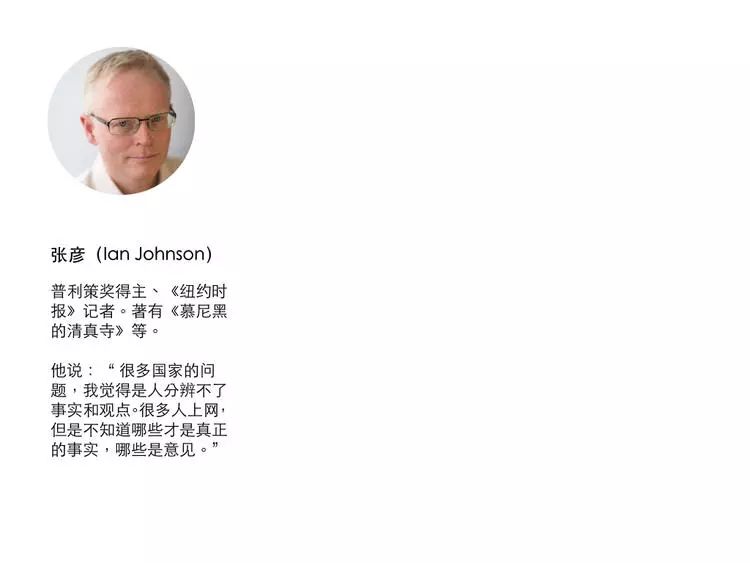 张彦（Ian Johnson）
普利策奖得主、《纽约时
报》记者。著有《慕尼黑
的清真寺》等。
他说：“ 很多国家的问
题，我觉得是人分辨不了
事实和观点。很多人上网，
但是不知道哪些才是真正
的事实，哪些是意见。”